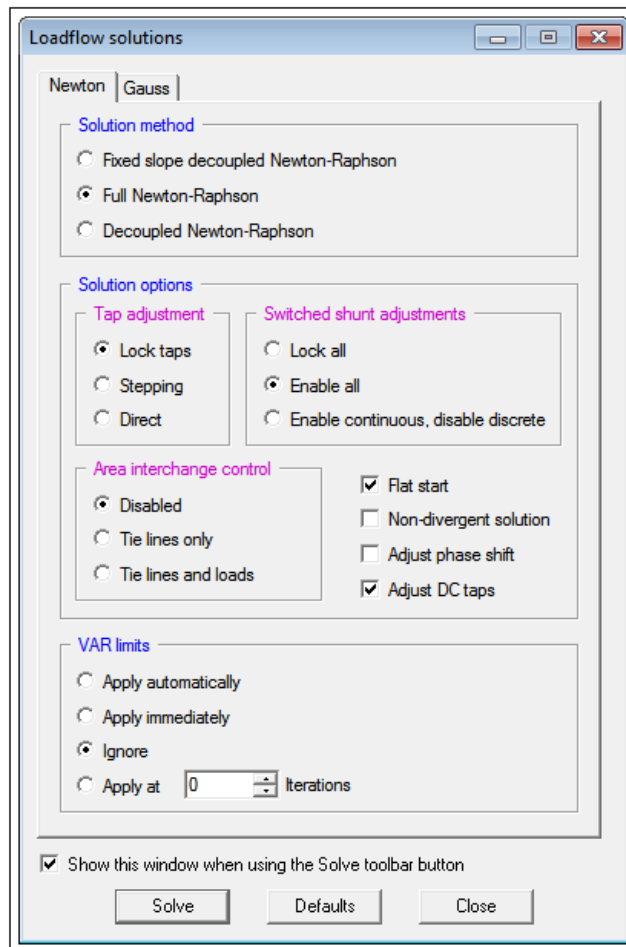 Loadflow solutions
Newton
Gauss
Solution method
Fixed slope decoupled Newton-Raphson
Full Newton-Raphson
Decoupled Newton-Raphson
Solution options
Tap adjustment
Lock taps
Stepping
Direct
Switched shunt adjustments
Lock all
Enable all
Enable continuous, disable discrete
Area interchange control
Disabled
Tie lines only
Tie lines and loads
Flat start
Non-divergent solution
Adjust phase shift
Adjust DC taps
VAR limits
Apply automatically
Apply immediately
Ignore
Apply at 0 Iterations
Show this window when using the Solve toolbar button
Solve Defaults Close